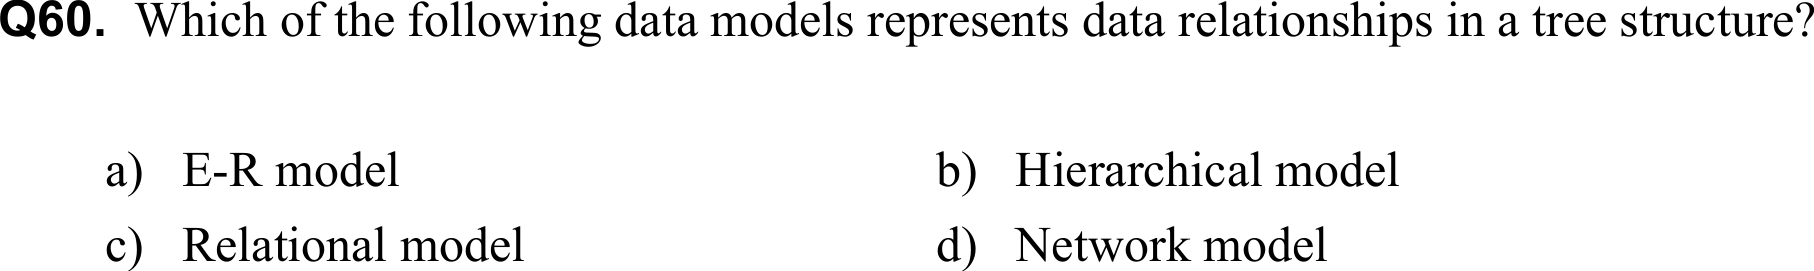 Q60. Which of the following data models represents data relationships in a tree structure?
a) E-R model b) Hierarchical model
c) Relational model d) Network model